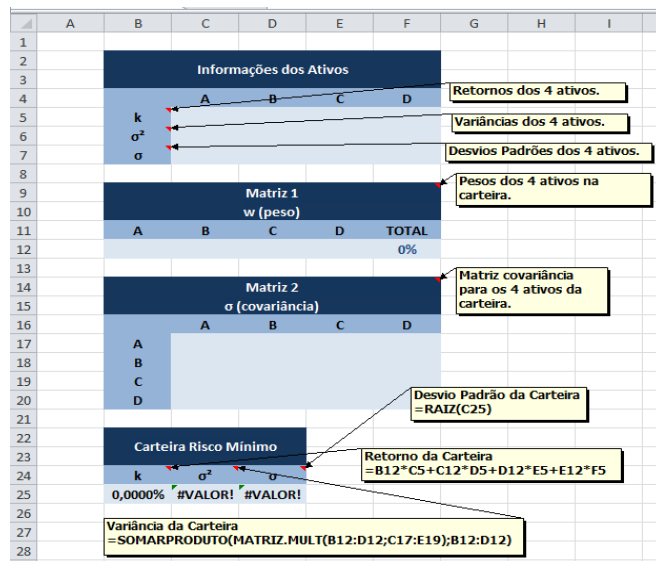 A B C D E F G H I
1
2
Informações dos Ativos
3
4 A B C D
Retornos dos 4 ativos.
5 k
Variâncias dos 4 ativos.
6 σ²
Desvios Padrões dos 4 ativos.
7 σ
8
Pesos dos 4 ativos na
carteira.
9 Matriz 1
10 w (peso)
11 A B C D TOTAL
12 0%
13
Matriz covariância
para os 4 ativos da
carteira.
14 Matriz 2
15 σ (covariância)
16 A B C D
17 A
18 B
19 C
20 D
Desvio Padrão da Carteira
=RAIZ(C25)
21
22
Carteira Risco Mínimo
23
Retorno da Carteira
=B12*C5+C12*D5+D12*E5+E12*F5
24 k σ² σ
25 0,0000% #VALOR! #VALOR!
26
Variância da Carteira
=SOMARPRODUTO(MATRIZ.MULT(B12:D12;C17:E19);B12:D12)
27
28